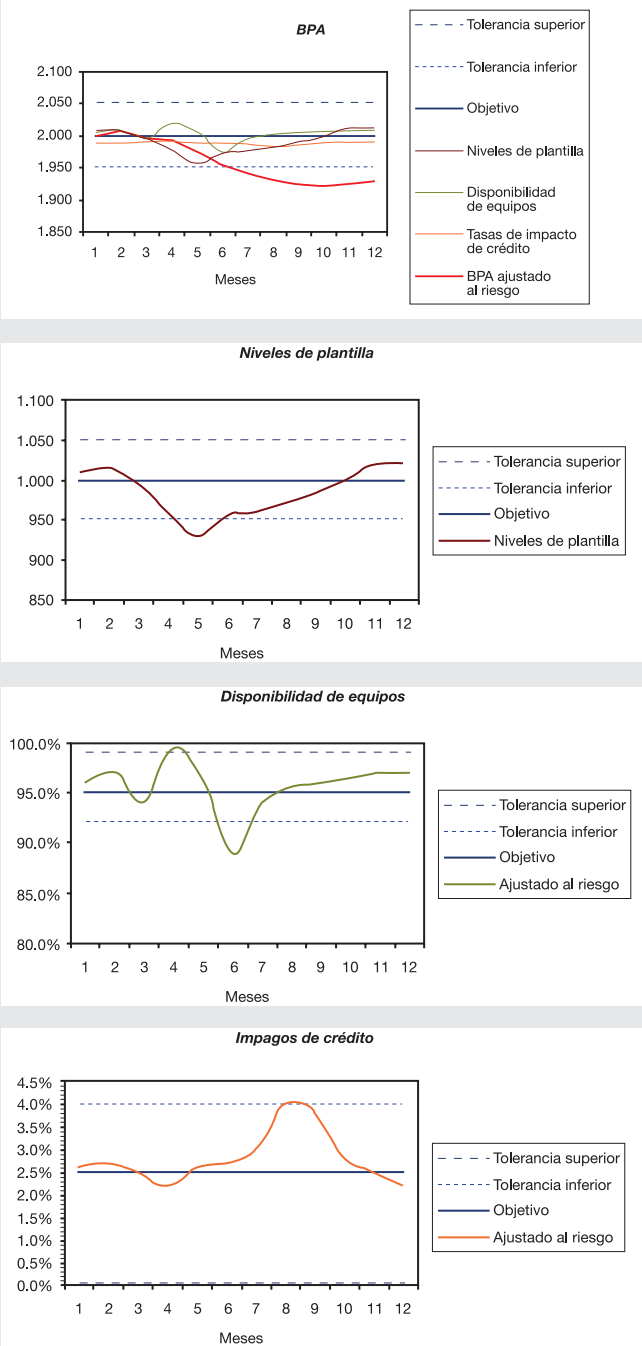 BPA
2.100
2.050
2.000
1.950
1.900
1.850
1 2 3 4 5 6 7 8 9 10 11 12
Meses
Tolerancia superior
Tolerancia inferior
Objetivo
Niveles de plantilla
Disponibilidad
de equipos
Tasas de impacto
de crédito
BPA ajustado
al riesgo
Niveles de plantilla
1.100
1.050
1.000
950
900
850
1 2 3 4 5 6 7 8 9 10 11 12
Meses
Tolerancia superior
Tolerancia inferior
Objetivo
Niveles de plantilla
Disponibilidad de equipos
100.0%
95.0%
90.0%
85.0%
80.0%
1 2 3 4 5 6 7 8 9 10 11 12
Meses
Tolerancia superior
Tolerancia inferior
Objetivo
Ajustado al riesgo
Impagos de crédito
4.5%
4.0%
3.0%
2.5%
2.0%
1.5%
1.0%
0.5%
0.0%
1 2 3 4 5 6 7 8 9 10 11 12
Meses
Tolerancia superior
Tolerancia inferior
Objetivo
Ajustado al riesgo